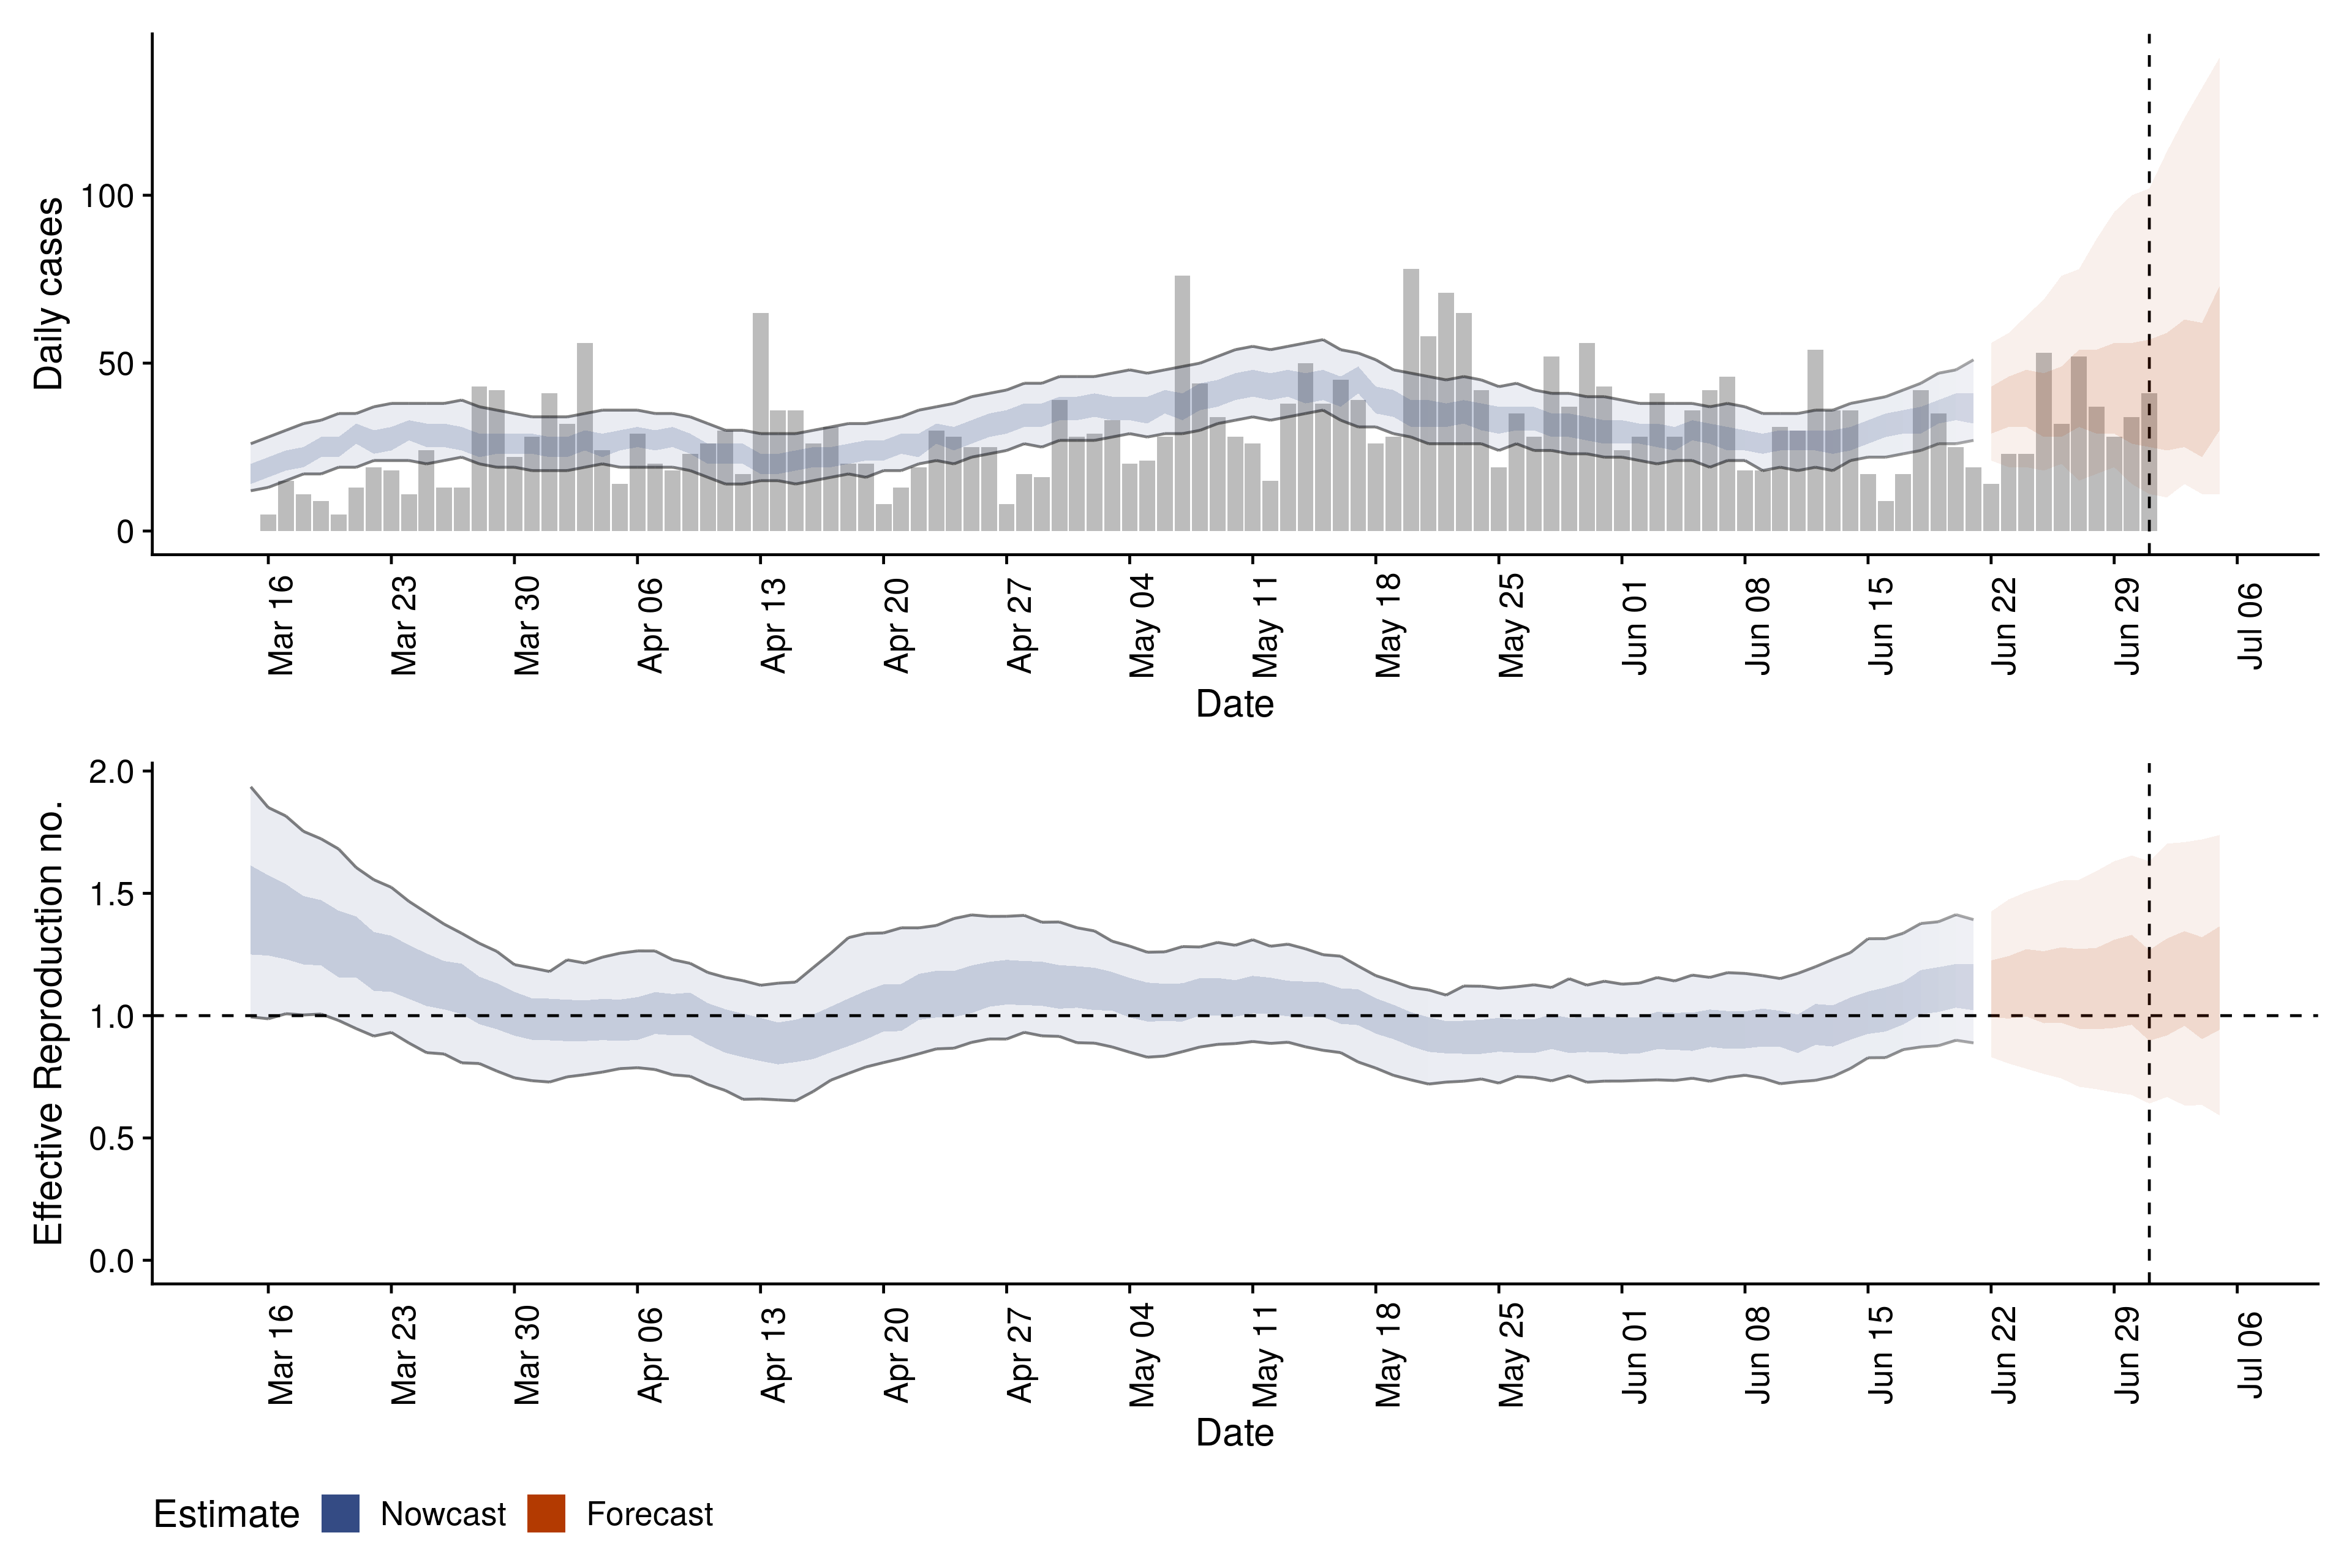 Daily cases
100
50
0
Mar 16
Mar 23
Mar 30
Apr 06
Apr 13
Apr 20
Apr 27
May 04
May 11
May 18
May 25
Jun 01
Jun 08
Jun 15
Jun 22
Jun 29
Jul 06
Date
Effective Reproduction no.
2.0
1.5
1.0
0.5
0.0
Mar 16
Mar 23
Mar 30
Apr 06
Apr 13
Apr 20
Apr 27
May 04
May 11
May 18
May 25
Jun 01
Jun 08
Jun 15
Jun 22
Jun 29
Jul 06
Date
Estimate Nowcast Forecast